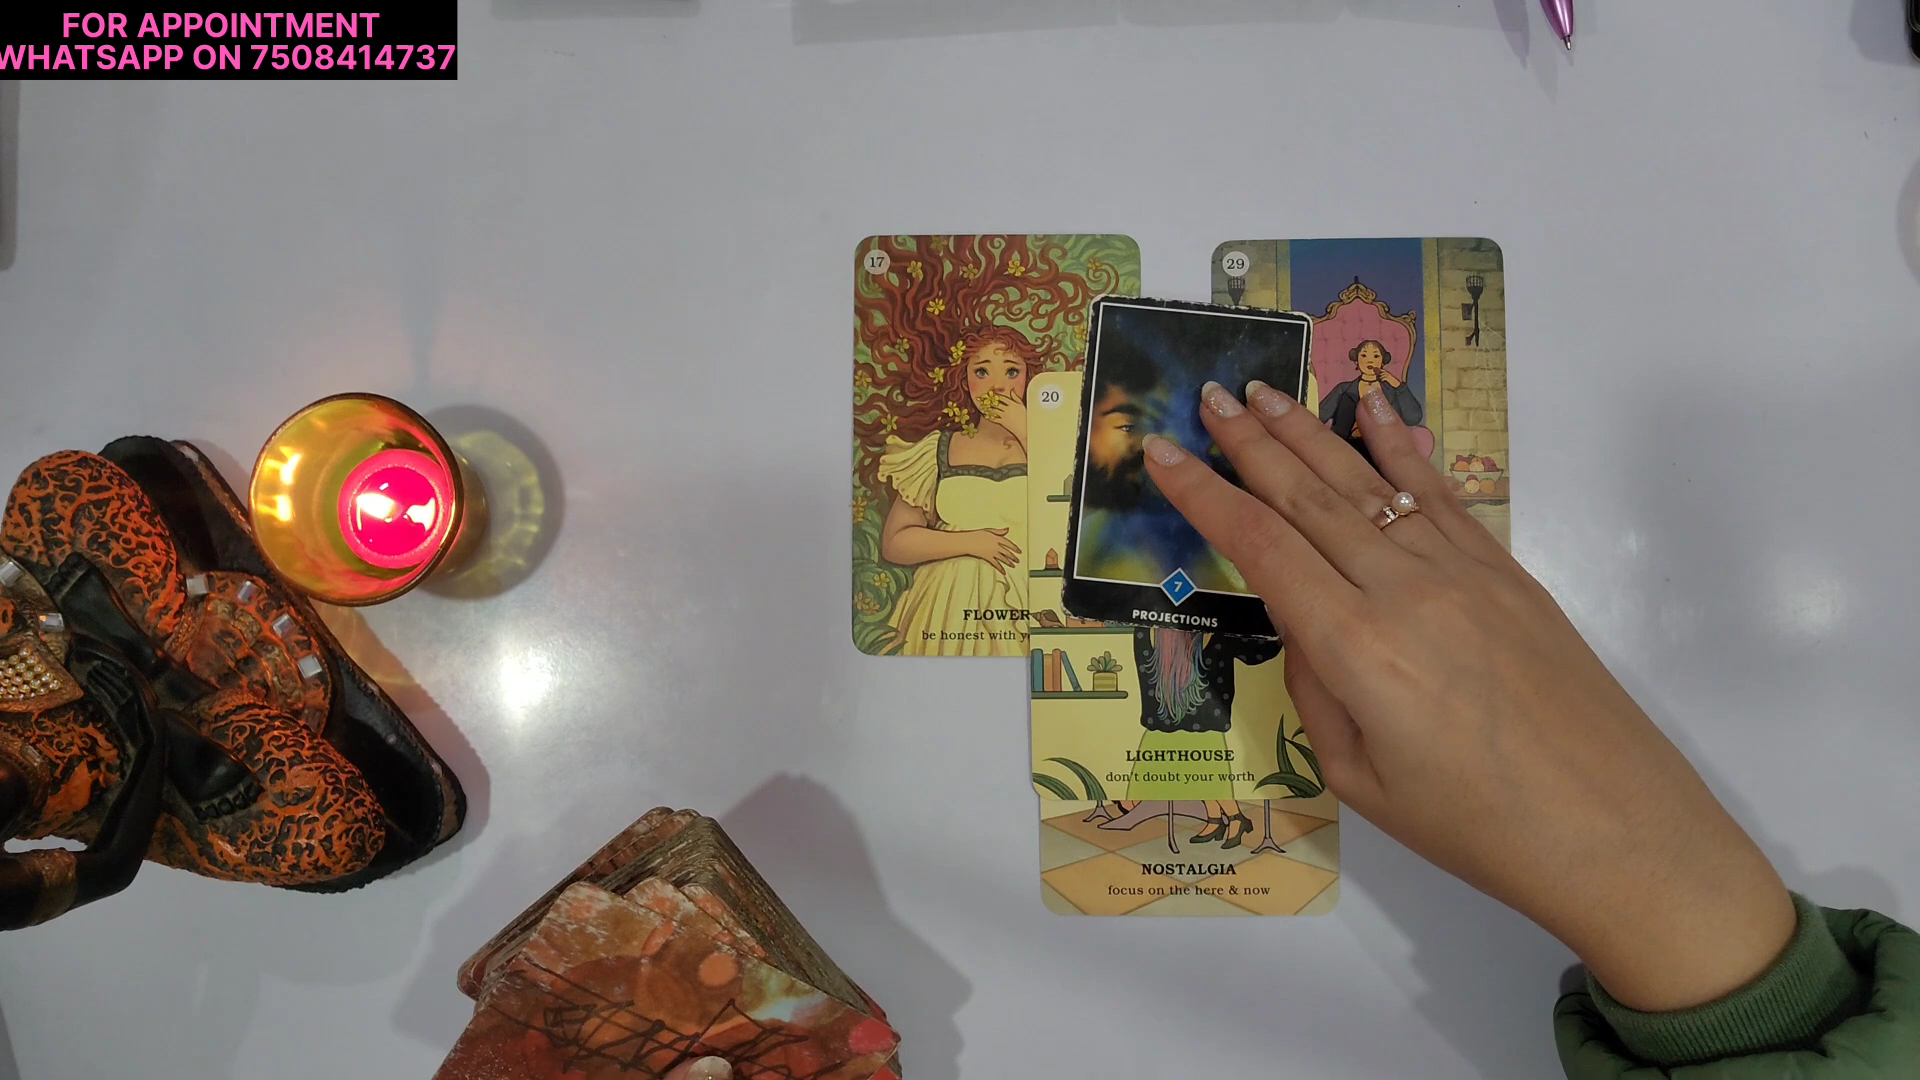 FOR APPOINTMENT
WHATSAPP ON 7508414737
17
29
20
FLOWER
be honest with
7
PROJECTIONS
LIGHTHOUSE
don't doubt your worth
NOSTALGIA
focus on the here & now